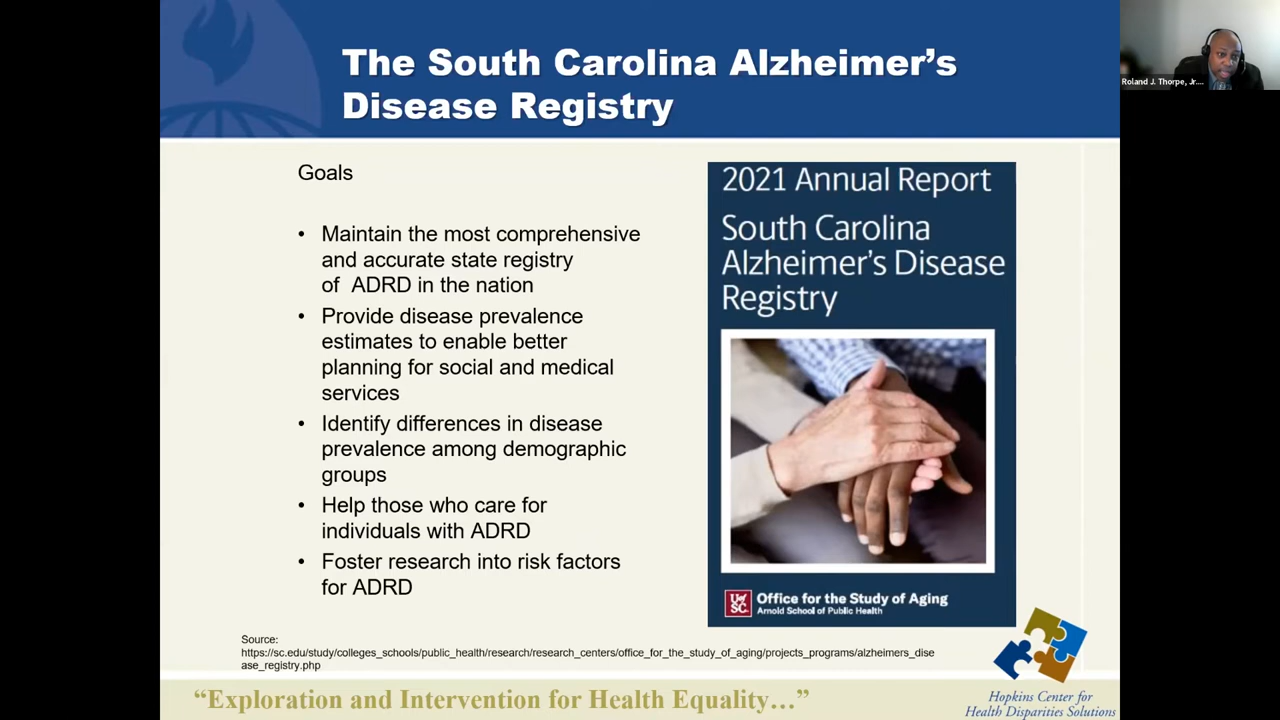 The South Carolina Alzheimer’s
Disease Registry
Roland J. Thorpe, Jr....
Goals
• Maintain the most comprehensive
and accurate state registry
of  ADRD in the nation
• Provide disease prevalence
estimates to enable better
planning for social and medical
services
• Identify differences in disease
prevalence among demographic
groups
• Help those who care for
individuals with ADRD
• Foster research into risk factors
for ADRD
2021 Annual Report
South Carolina
Alzheimer’s Disease
Registry
UofSC
Office for the Study of Aging
Arnold School of Public Health
Source:
https://sc.edu/study/colleges_schools/public_health/research/research_centers/office_for_the_study_of_aging/projects_programs/alzheimers_dise
ase_registry.php
“Exploration and Intervention for Health Equality…”
Hopkins Center for
Health Disparities Solutions